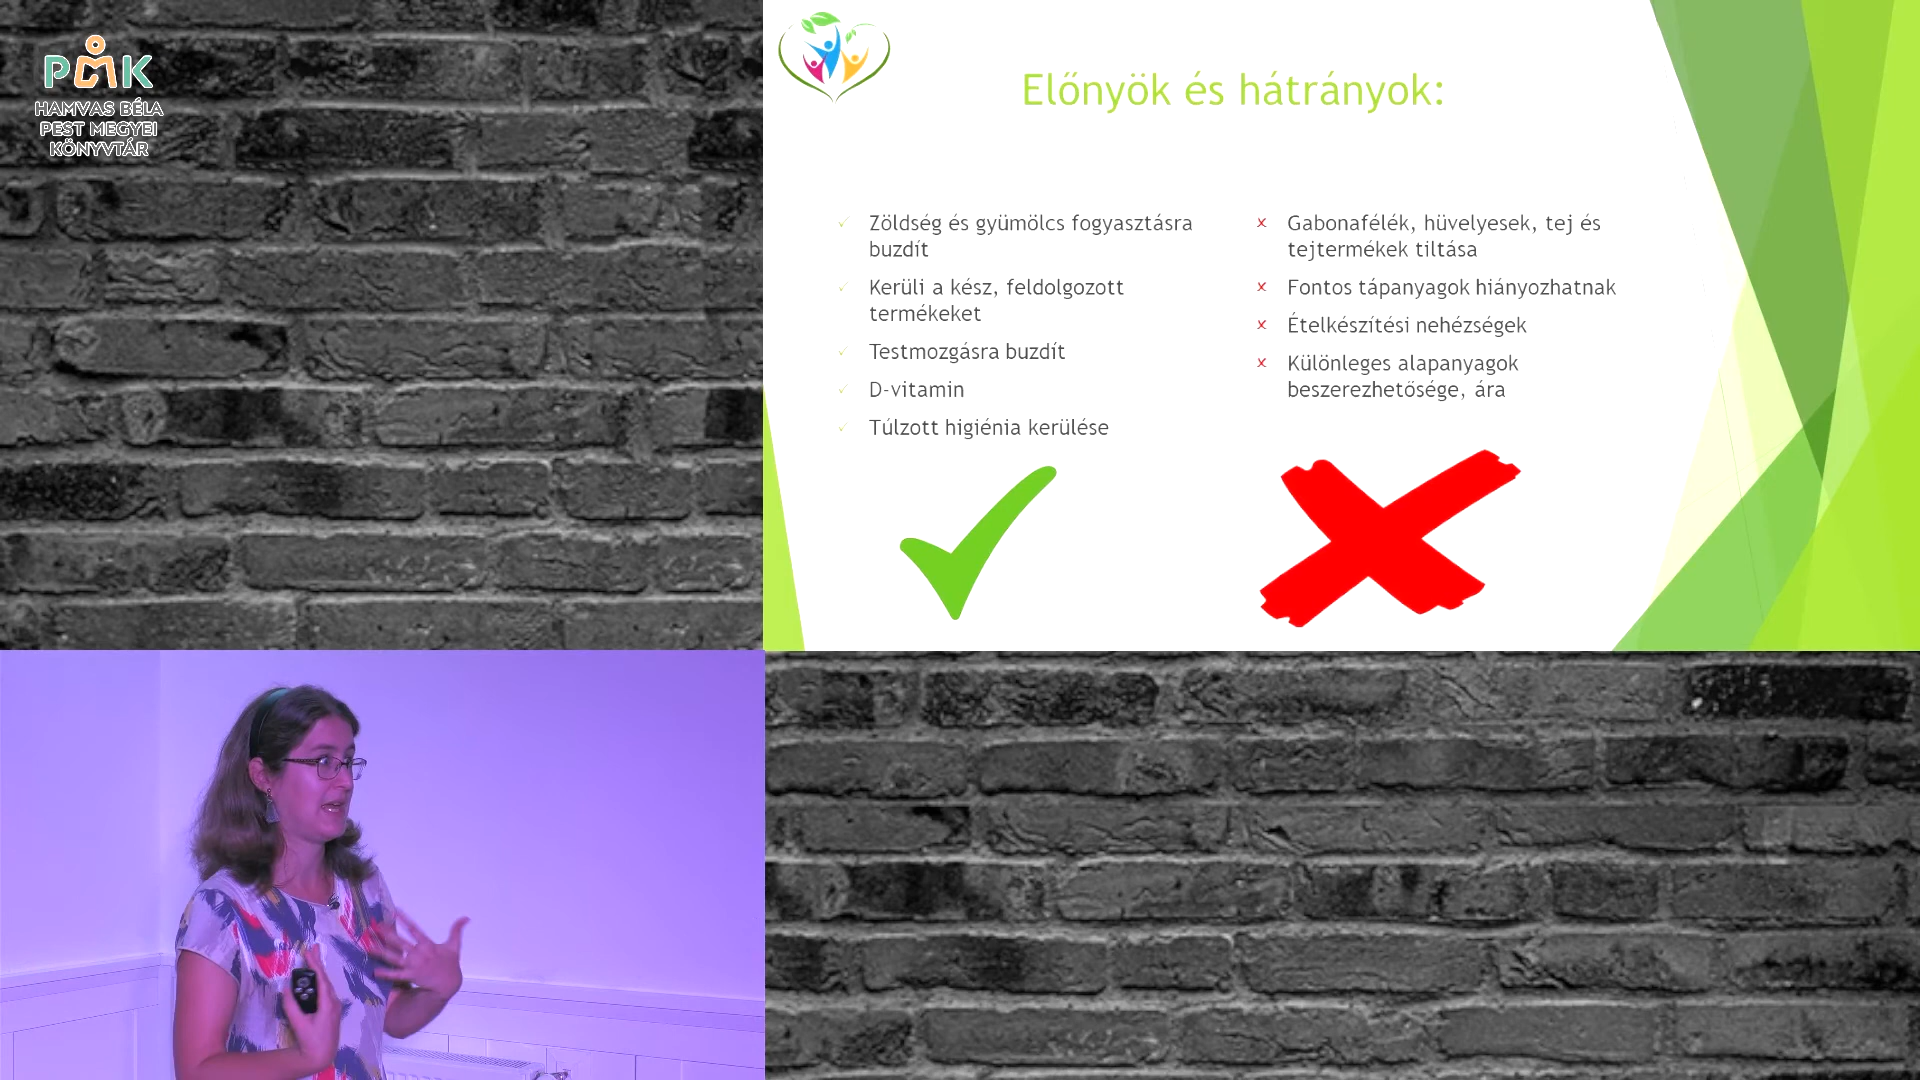 PMK
HAMVAS BÉLA
PEST MEGYEI
KÖNYVTÁR
Előnyök és hátrányok:
Zöldség és gyümölcs fogyasztásra
buzdít
Kerüli a kész, feldolgozott
termékeket
Testmozgásra buzdít
D-vitamin
Túlzott higiénia kerülése
Gabonafélék, hüvelyesek, tej és
tejtermékek tiltása
Fontos tápanyagok hiányozhatnak
Ételkészítési nehézségek
Különleges alapanyagok
beszerezhetősége, ára